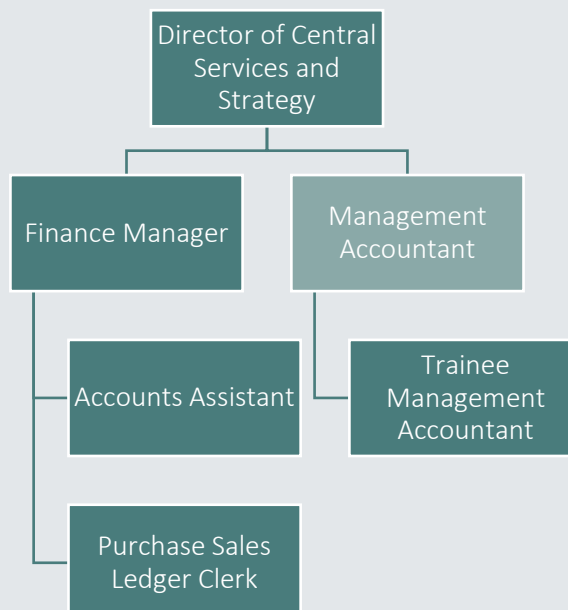 Director of Central
Services and
Strategy
Finance Manager
Management
Accountant
Accounts Assistant
Trainee
Management
Accountant
Purchase Sales
Ledger Clerk